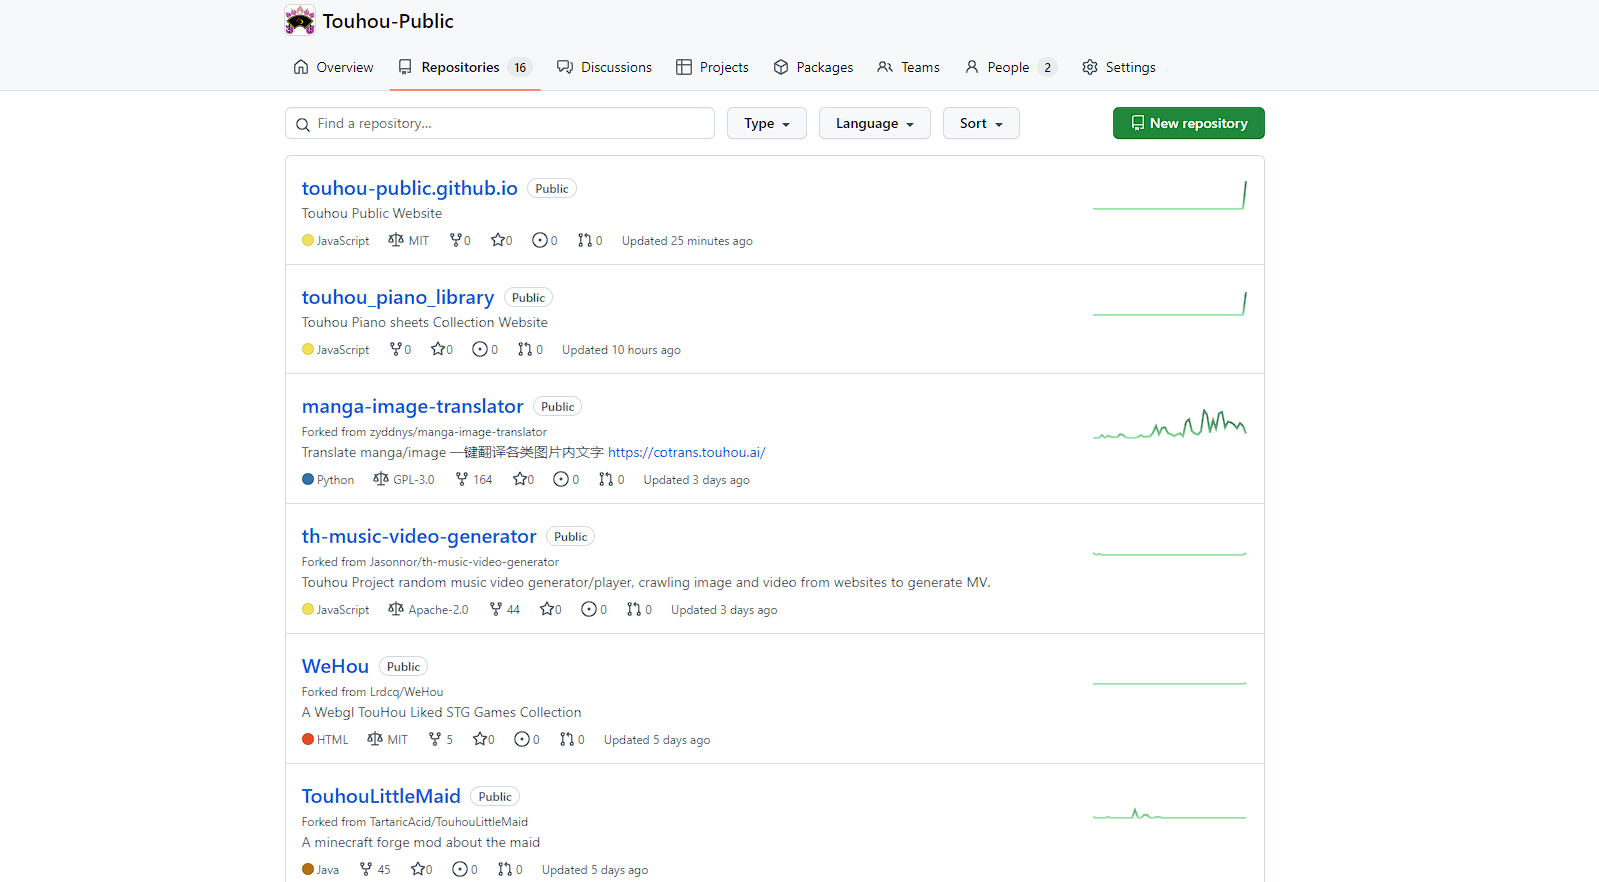 Touhou-Public
Overview Repositories 16 Discussions Projects Packages Teams People 2 Settings
Find a repository... Type Language Sort New repository
touhou-public.github.io Public
Touhou Public Website
JavaScript MIT 0 0 0 0 Updated 25 minutes ago
touhou_piano_library Public
Touhou Piano sheets Collection Website
JavaScript 0 0 0 0 Updated 10 hours ago
manga-image-translator Public
Forked from zyddnys/manga-image-translator
Translate manga/image 一键翻译各类图片内文字 https://cotrans.touhou.ai/
Python GPL-3.0 164 0 0 0 Updated 3 days ago
th-music-video-generator Public
Forked from Jasonnor/th-music-video-generator
Touhou Project random music video generator/player, crawling image and video from websites to generate MV.
JavaScript Apache-2.0 44 0 0 0 Updated 3 days ago
WeHou Public
Forked from Lrdcq/WeHou
A Webgl TouHou Liked STG Games Collection
HTML MIT 5 0 0 0 Updated 5 days ago
TouhouLittleMaid Public
Forked from TartaricAcid/TouhouLittleMaid
A minecraft forge mod about the maid
Java 45 0 0 0 Updated 5 days ago